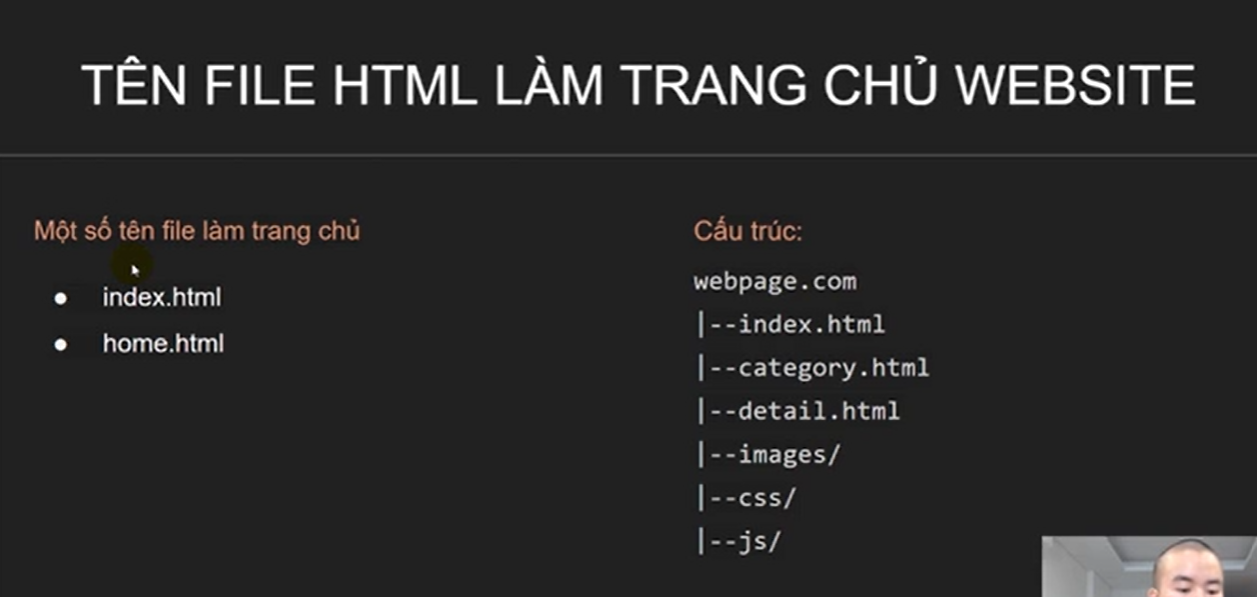 TÊN FILE HTML LÀM TRANG CHỦ WEBSITE
Một số tên file làm trang chủ
● index.html
● home.html
Cấu trúc:
webpage.com
|--index.html
|--category.html
|--detail.html
|--images/
|--css/
|--js/